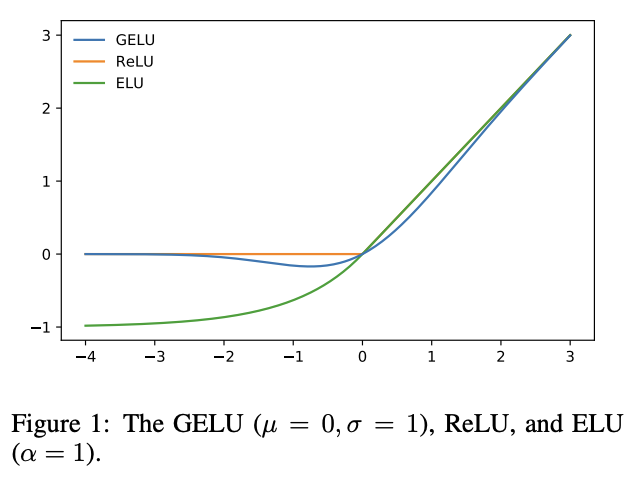 3
2
1
0
−1
GELU
ReLU
ELU
−4 −3 −2 −1 0 1 2 3
Figure 1: The GELU (μ = 0, σ = 1), ReLU, and ELU
(α = 1).